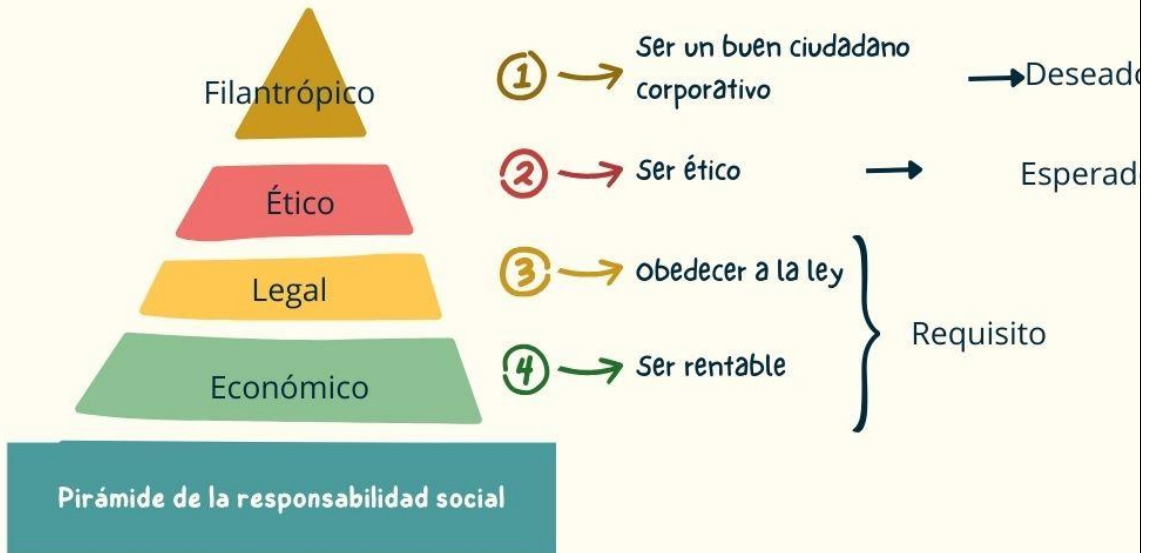 Filantrópico
1
Ser un buen ciudadano
corporativo
Deseado
Ético
2
Ser ético
Esperad
Legal
3
obedecer a la ley
Requisito
Económico
4
Ser rentable
Pirámide de la responsabilidad social